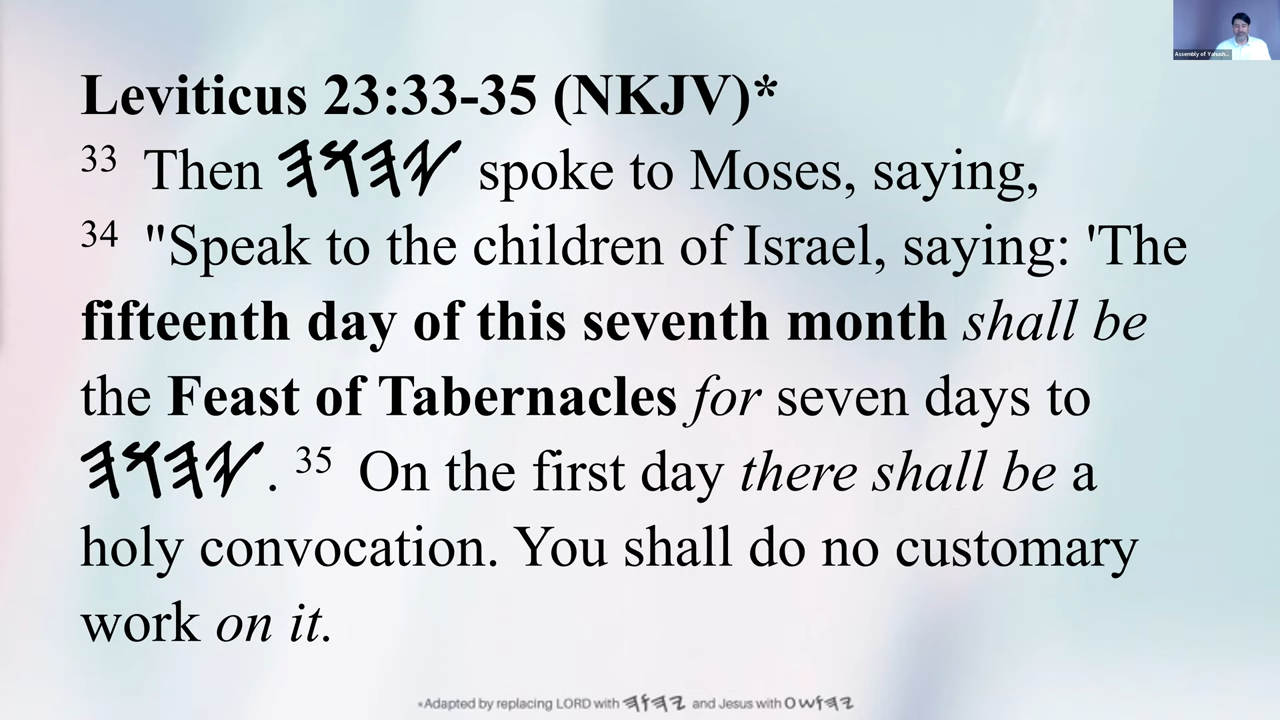 Assembly of Yahush...
Leviticus 23:33-35 (NKJV)*
33 Then 𐤉𐤄𐤅𐤄 spoke to Moses, saying,
34 "Speak to the children of Israel, saying: 'The
fifteenth day of this seventh month shall be
the Feast of Tabernacles for seven days to
𐤉𐤄𐤅𐤄. 35 On the first day there shall be a
holy convocation. You shall do no customary
work on it.
*Adapted by replacing LORD with 𐤉𐤄𐤅𐤄 and Jesus with 𐤉𐤄𐤅𐤔𐤏